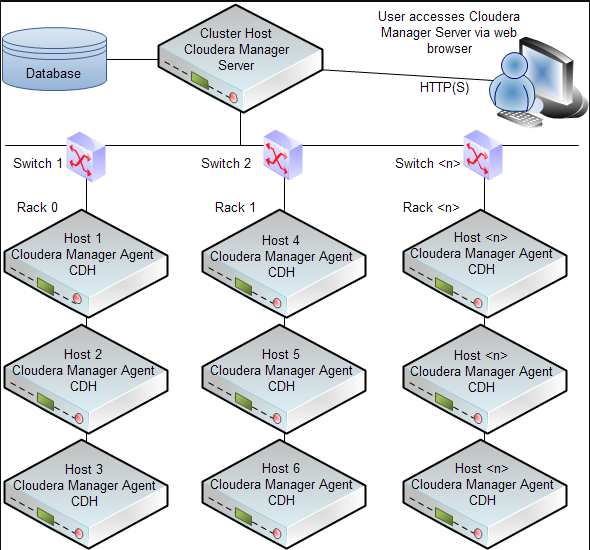 Cluster Host
Cloudera Manager
Server
Database
User accesses Cloudera
Manager Server via web
browser
HTTP(S)
Switch 1
Switch 2
Switch <n>
Rack 0
Rack 1
Rack <n>
Host 1
Cloudera Manager Agent
CDH
Host 4
Cloudera Manager Agent
CDH
Host <n>
Cloudera Manager Agent
CDH
Host 2
Cloudera Manager Agent
CDH
Host 5
Cloudera Manager Agent
CDH
Host <n>
Cloudera Manager Agent
CDH
Host 3
Cloudera Manager Agent
CDH
Host 6
Cloudera Manager Agent
CDH
Host <n>
Cloudera Manager Agent
CDH